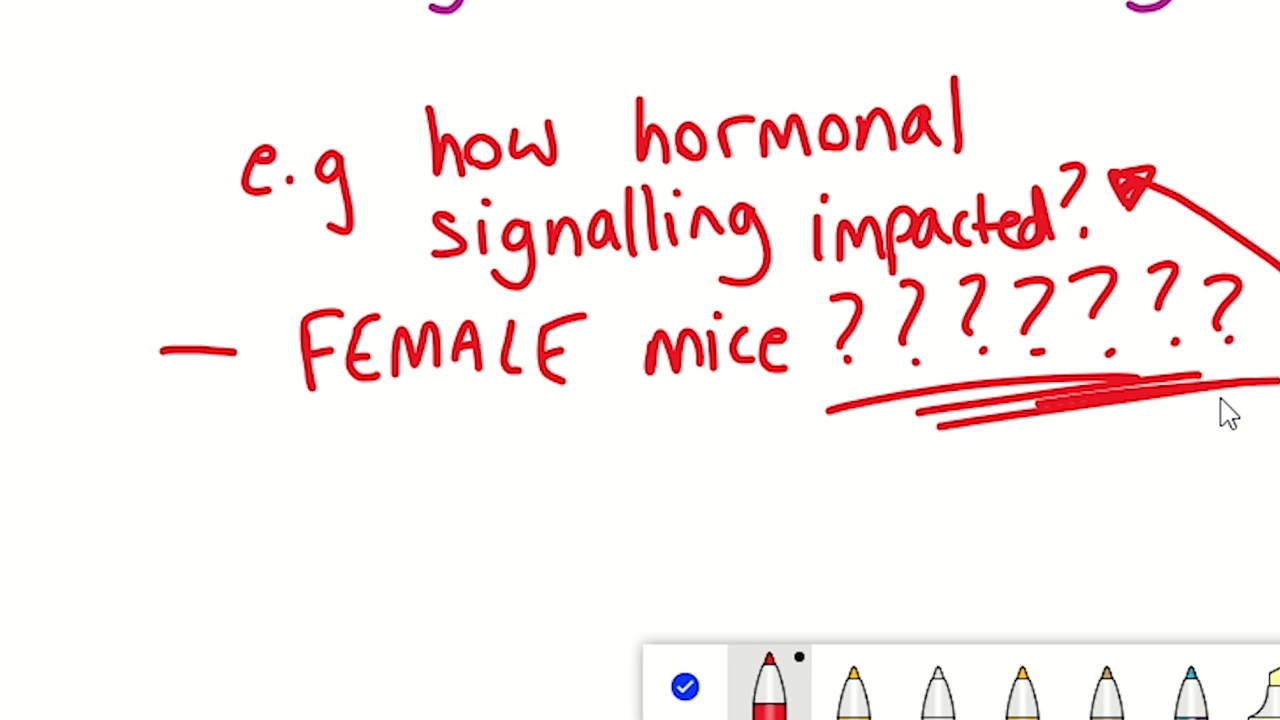 e.g how hormonal
signalling impacted?
— FEMALE mice ???????